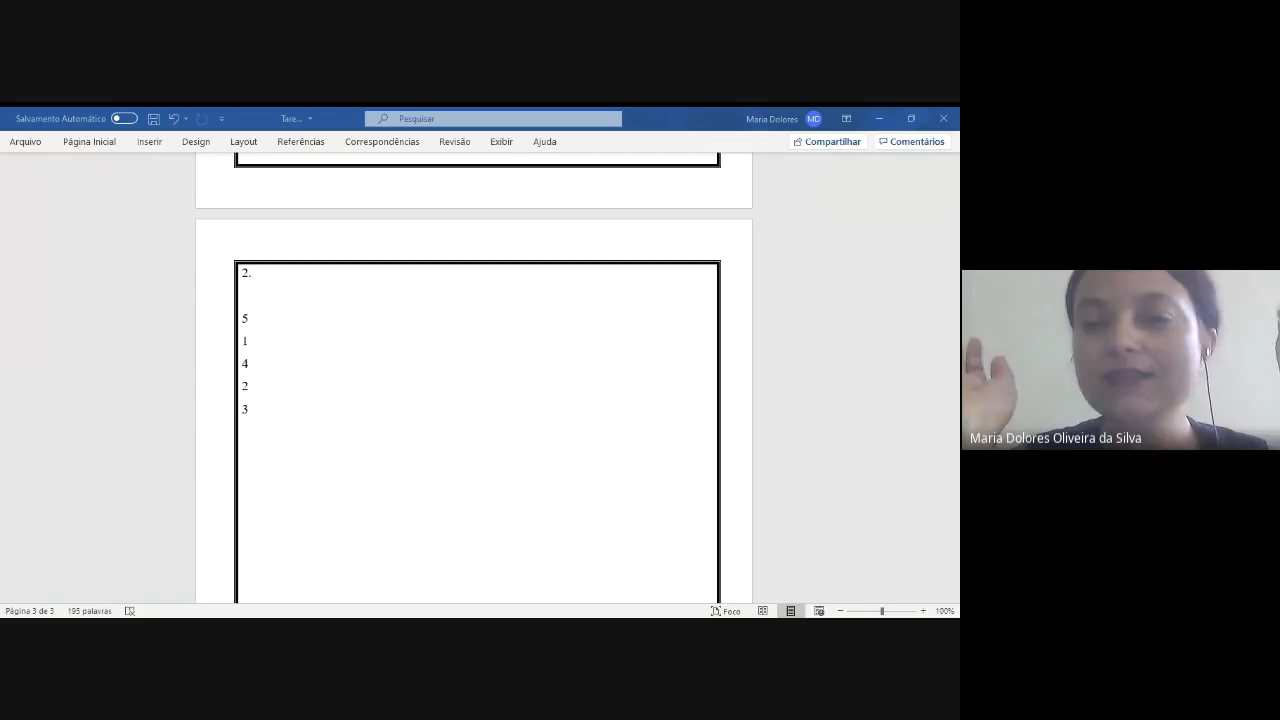 Salvamento Automático
Tare...
Pesquisar
Maria Dolores
MD
Arquivo
Página Inicial
Inserir
Design
Layout
Referências
Correspondências
Revisão
Exibir
Ajuda
Compartilhar
Comentários
2.
5
1
4
2
3
Maria Dolores Oliveira da Silva
Página 3 de 3
195 palavras
Foco
100%